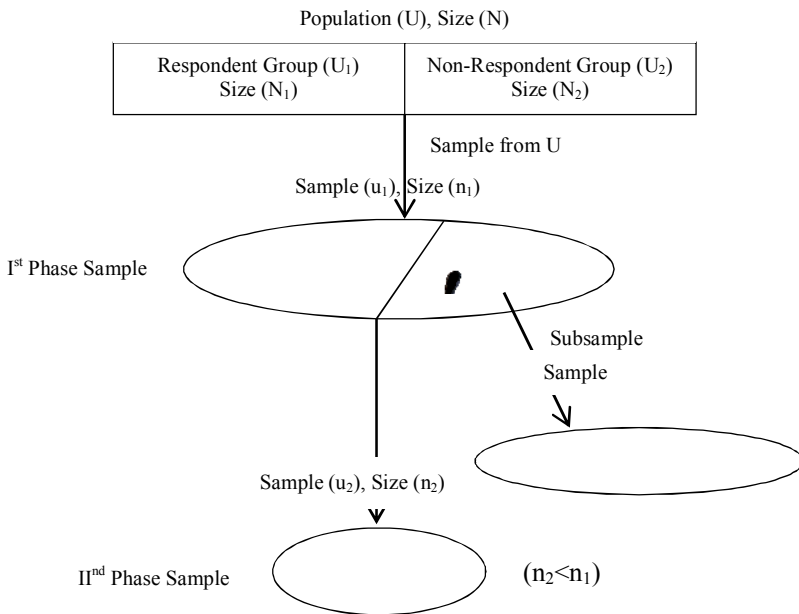 Population (U), Size (N)
Respondent Group (U₁)
Size (N₁)
Non-Respondent Group (U₂)
Size (N₂)
Sample from U
Sample (u₁), Size (n₁)
Iˢᵗ Phase Sample
Subsample
Sample
Sample (u₂), Size (n₂)
IIⁿᵈ Phase Sample
(n₂<n₁)